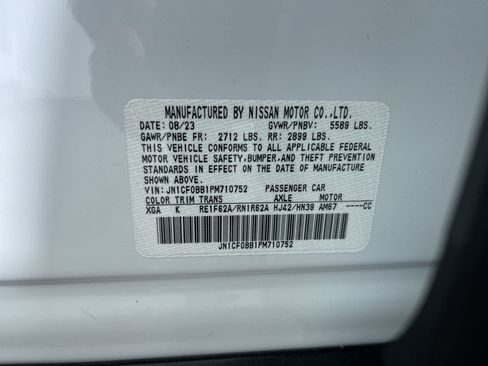 MANUFACTURED BY NISSAN MOTOR CO.,LTD.
DATE: 08/23 GVWR/PNBV: 5589 LBS.
GAWR/PNBE FR: 2712 LBS. RR: 2899 LBS.
THIS VEHICLE CONFORMS TO ALL APPLICABLE FEDERAL
MOTOR VEHICLE SAFETY,BUMPER,AND THEFT PREVENTION
STANDARDS IN EFFECT ON THE DATE OF MANUFACTURE
SHOWN ABOVE.
VIN: JN1CF0BB1PM710752 PASSENGER CAR
COLOR TRIM TRANS AXLE MOTOR
XGA K RE1F62A/RN1R62A HJ42/HN39 AM67 ----CC
JN1CF0BB1PM710752